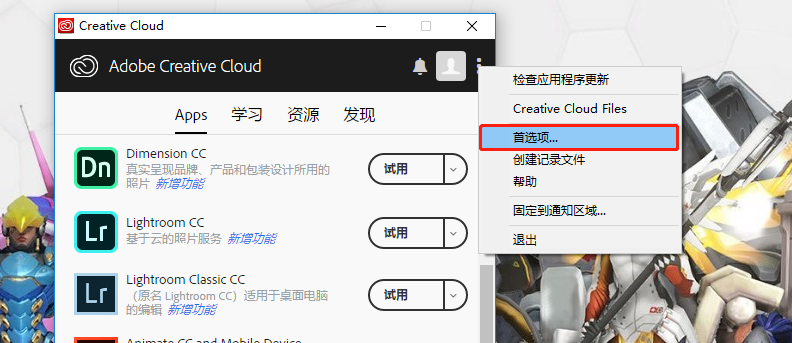 Creative Cloud
Adobe Creative Cloud
Apps 学习 资源 发现
Dn
Dimension CC
真实呈现品牌、产品和包装设计所用的
照片 新增功能
试用
Lr
Lightroom CC
基于云的照片服务 新增功能
试用
Lr
Lightroom Classic CC
（原名 Lightroom CC）适用于桌面电脑
的编辑 新增功能
试用
Animate CC and Mobile Device
检查应用程序更新
Creative Cloud Files
首选项...
创建记录文件
帮助
固定到通知区域...
退出